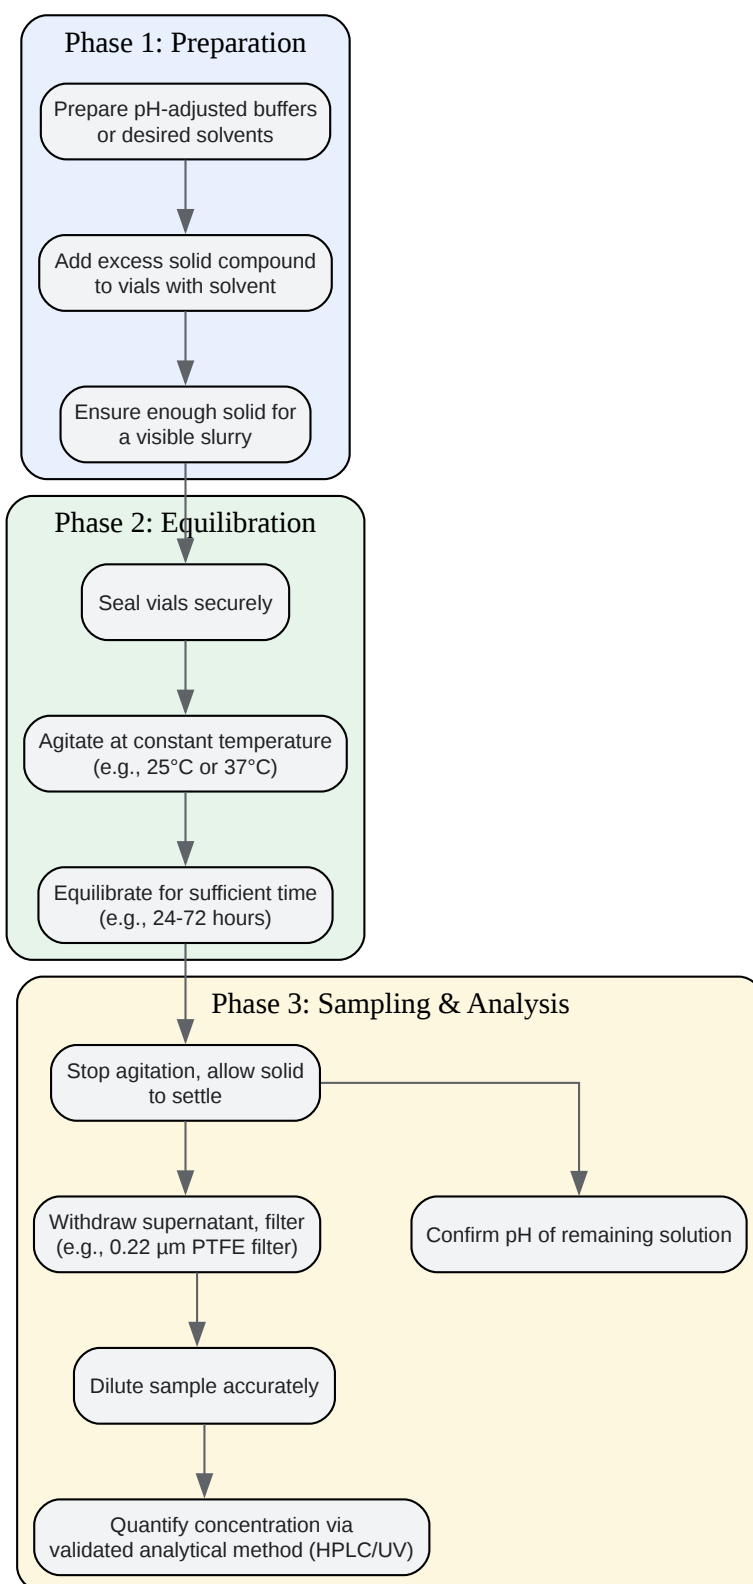 Phase 1: Preparation
Prepare pH-adjusted buffers
or desired solvents
Add excess solid compound
to vials with solvent
Ensure enough solid for
a visible slurry
Phase 2: Equilibration
Seal vials securely
Agitate at constant temperature
(e.g., 25°C or 37°C)
Equilibrate for sufficient time
(e.g., 24-72 hours)
Phase 3: Sampling & Analysis
Stop agitation, allow solid
to settle
Withdraw supernatant, filter
(e.g., 0.22 µm PTFE filter)
Confirm pH of remaining solution
Dilute sample accurately
Quantify concentration via
validated analytical method (HPLC/UV)